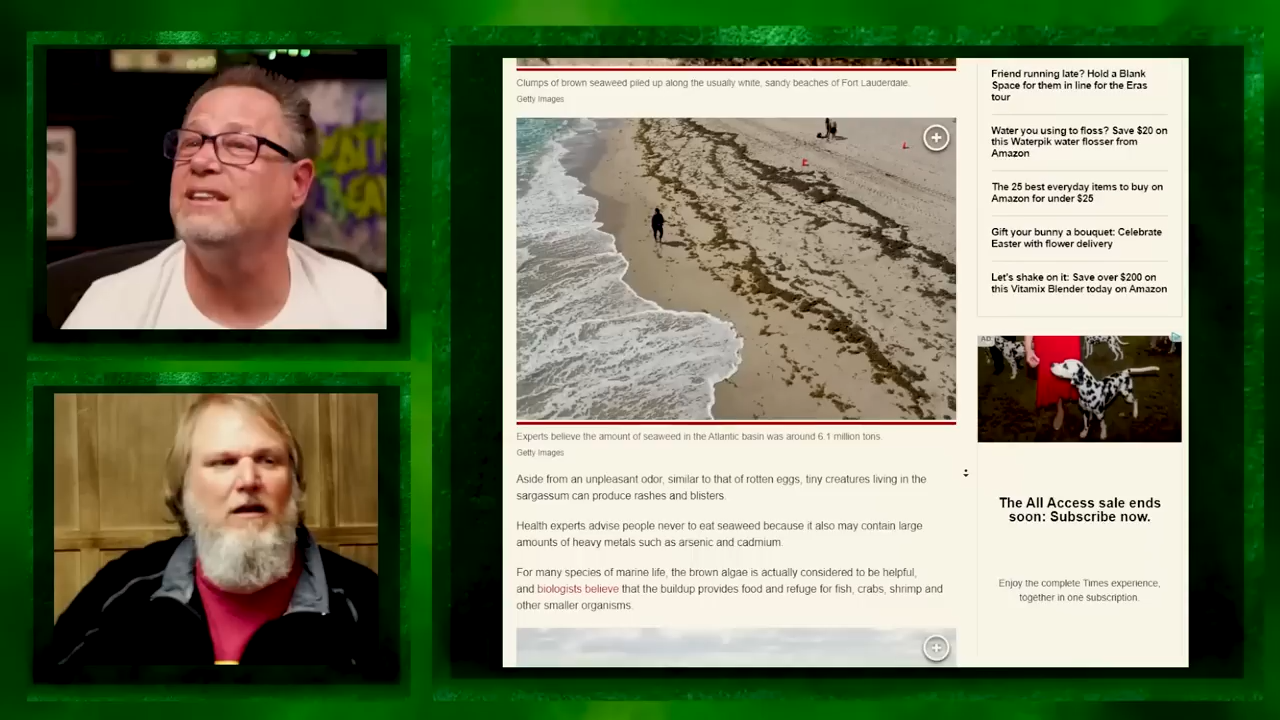 Clumps of brown seaweed piled up along the usually white, sandy beaches of Fort Lauderdale.
Getty Images
Experts believe the amount of seaweed in the Atlantic basin was around 6.1 million tons.
Getty Images
Aside from an unpleasant odor, similar to that of rotten eggs, tiny creatures living in the
sargassum can produce rashes and blisters.
Health experts advise people never to eat seaweed because it also may contain large
amounts of heavy metals such as arsenic and cadmium.
For many species of marine life, the brown algae is actually considered to be helpful,
and biologists believe that the buildup provides food and refuge for fish, crabs, shrimp and
other smaller organisms.
Friend running late? Hold a Blank
Space for them in line for the Eras
tour
Water you using to floss? Save $20 on
this Waterpik water flosser from
Amazon
The 25 best everyday items to buy on
Amazon for under $25
Gift your bunny a bouquet: Celebrate
Easter with flower delivery
Let's shake on it: Save over $200 on
this Vitamix Blender today on Amazon
AD
The All Access sale ends
soon: Subscribe now.
Enjoy the complete Times experience,
together in one subscription.